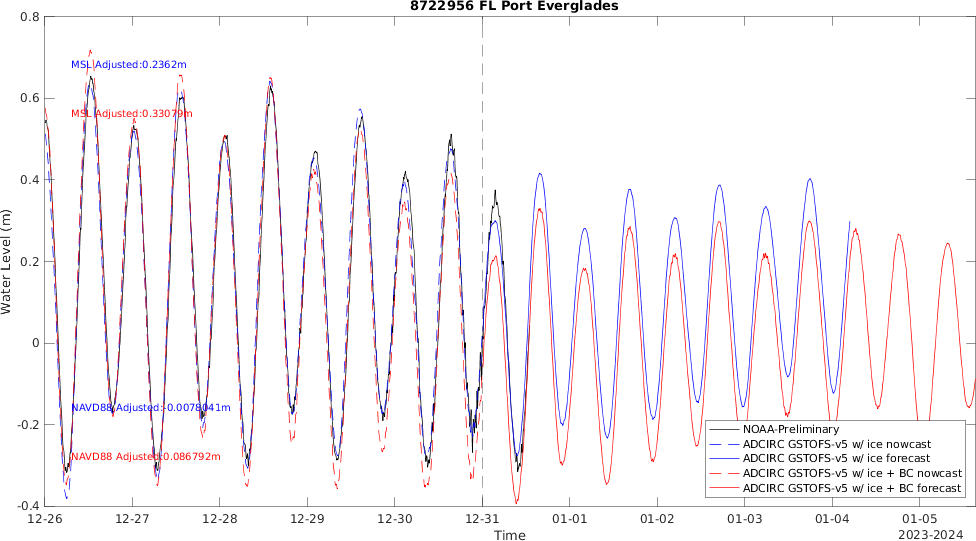 8722956 FL Port Everglades
0.8
0.6
0.4
0.2
0
-0.2
-0.4
Water Level (m)
MSL Adjusted:0.2362m
MSL Adjusted:0.33079m
NAVD88 Adjusted:-0.0078041m
NAVD88 Adjusted:0.086792m
NOAA-Preliminary
ADCIRC GSTOFS-v5 w/ ice nowcast
ADCIRC GSTOFS-v5 w/ ice forecast
ADCIRC GSTOFS-v5 w/ ice + BC nowcast
ADCIRC GSTOFS-v5 w/ ice + BC forecast
12-26 12-27 12-28 12-29 12-30 12-31 01-01 01-02 01-03 01-04 01-05
Time
2023-2024